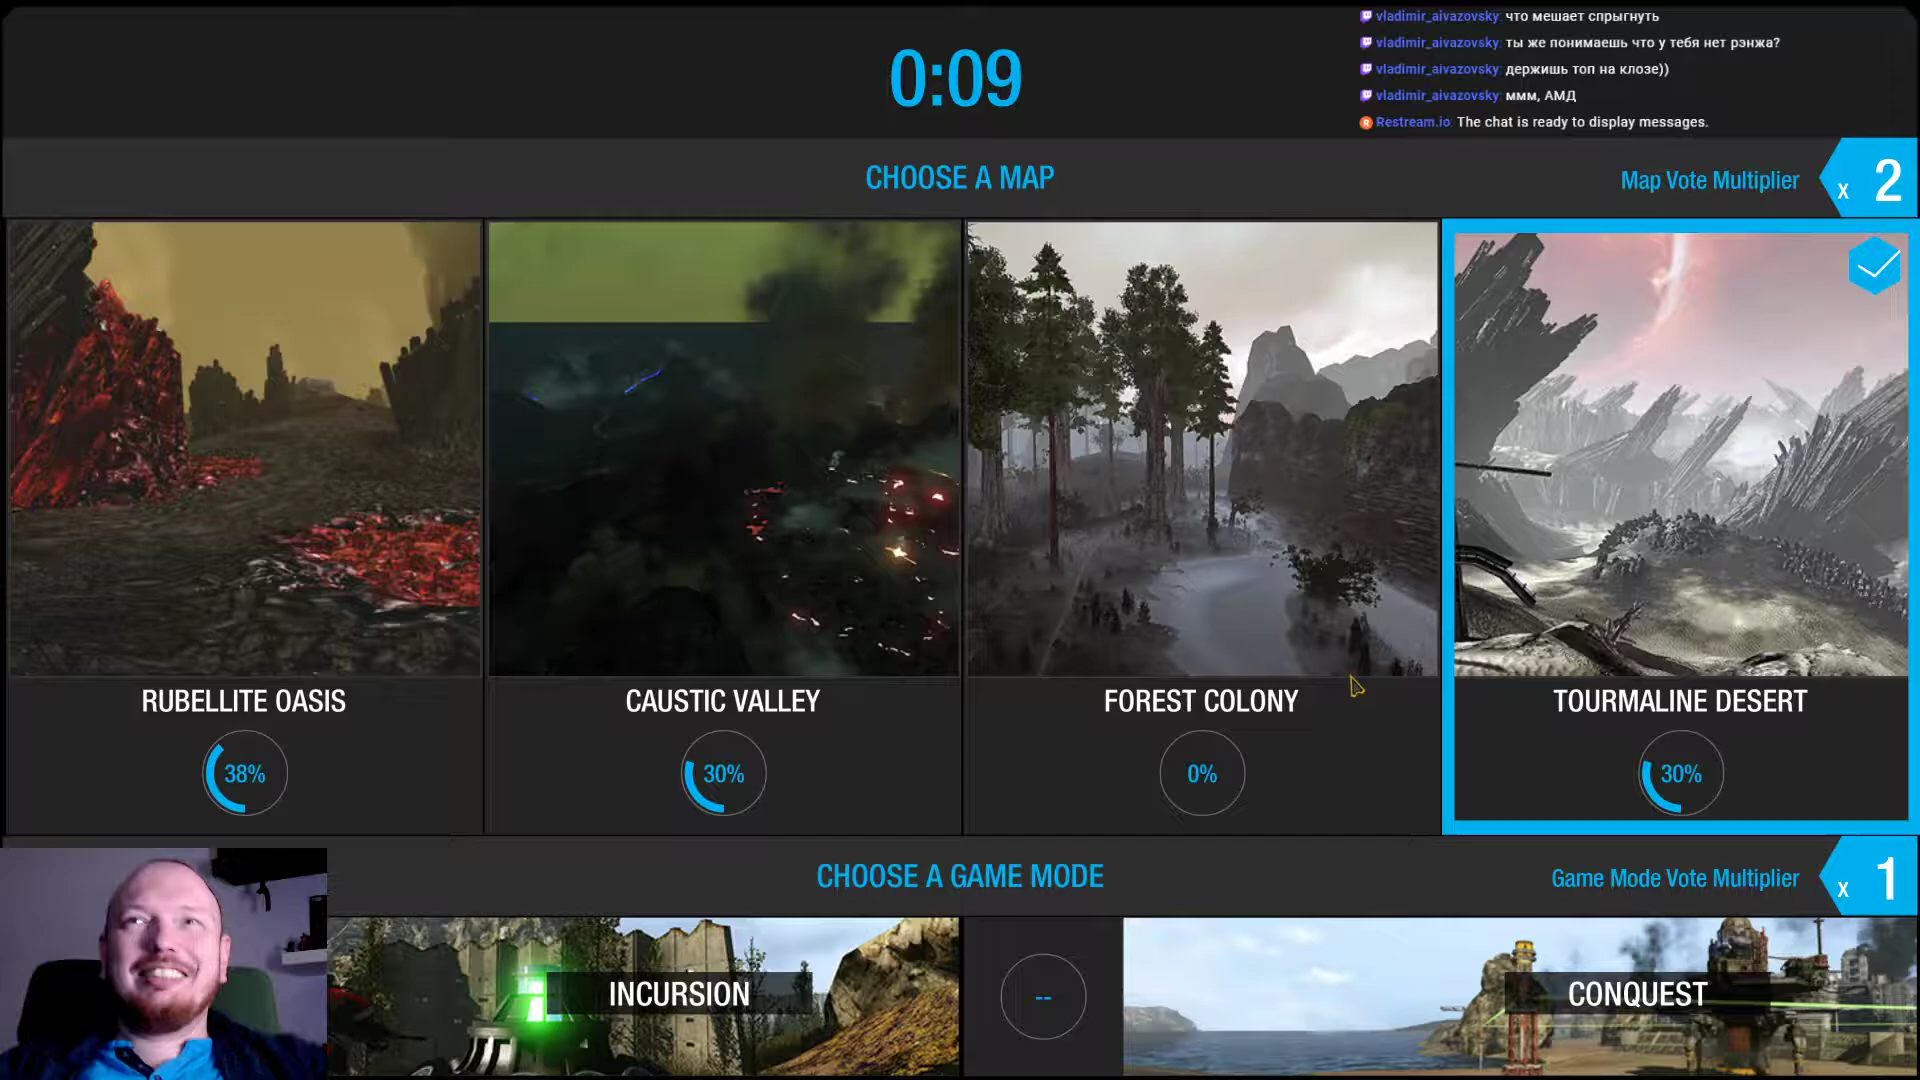 vladimir_aivazovsky: что мешает спрыгнуть
vladimir_aivazovsky: ты же понимаешь что у тебя нет рэнжа?
vladimir_aivazovsky: держишь топ на клозе))
vladimir_aivazovsky: ммм, АМД
Restream.io: The chat is ready to display messages.
0:09
CHOOSE A MAP
Map Vote Multiplier x 2
RUBELLITE OASIS
38%
CAUSTIC VALLEY
30%
FOREST COLONY
0%
TOURMALINE DESERT
30%
CHOOSE A GAME MODE
Game Mode Vote Multiplier x 1
INCURSION
--
CONQUEST